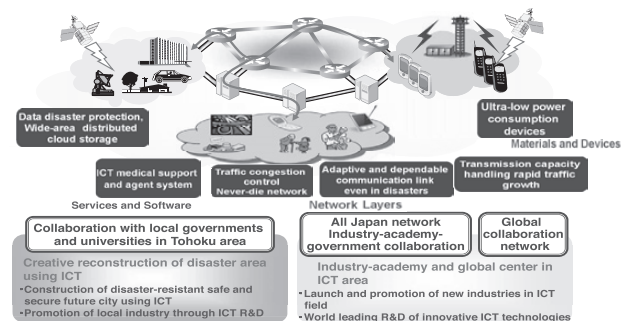 Data disaster protection,
Wide-area distributed
cloud storage
Ultra-low power
consumption
devices
Materials and Devices
ICT medical support
and agent system
Traffic congestion
control
Never-die network
Adaptive and dependable
communication link
even in disasters
Transmission capacity
handling rapid traffic
growth
Services and Software
Network Layers
Collaboration with local governments
and universities in Tohoku area
All Japan network
Industry-academy-
government collaboration
Global
collaboration
network
Creative reconstruction of disaster area
using ICT
•Construction of disaster-resistant safe and
secure future city using ICT
•Promotion of local industry through ICT R&D
Industry-academy and global center in
ICT area
•Launch and promotion of new industries in ICT
field
•World leading R&D of innovative ICT technologies